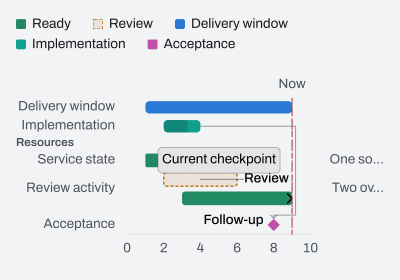 Ready Review Delivery window
Implementation Acceptance
Now
Delivery window
Implementation
Resources
Service state Current checkpoint One so...
Review
Review activity Two ov...
Follow-up
Acceptance
0 2 4 6 8 10